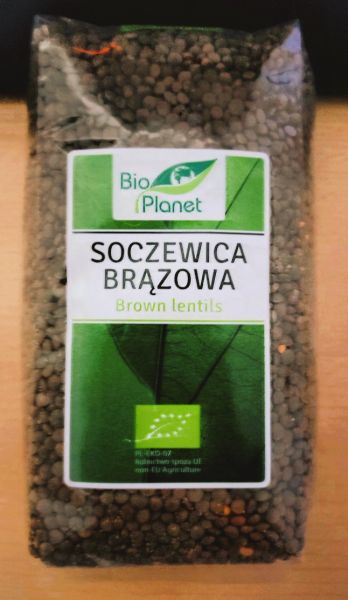 Bio
Planet
SOCZEWICA
BRĄZOWA
Brown lentils
PL-EKO-07
Rolnictwo spoza UE
non-EU Agriculture